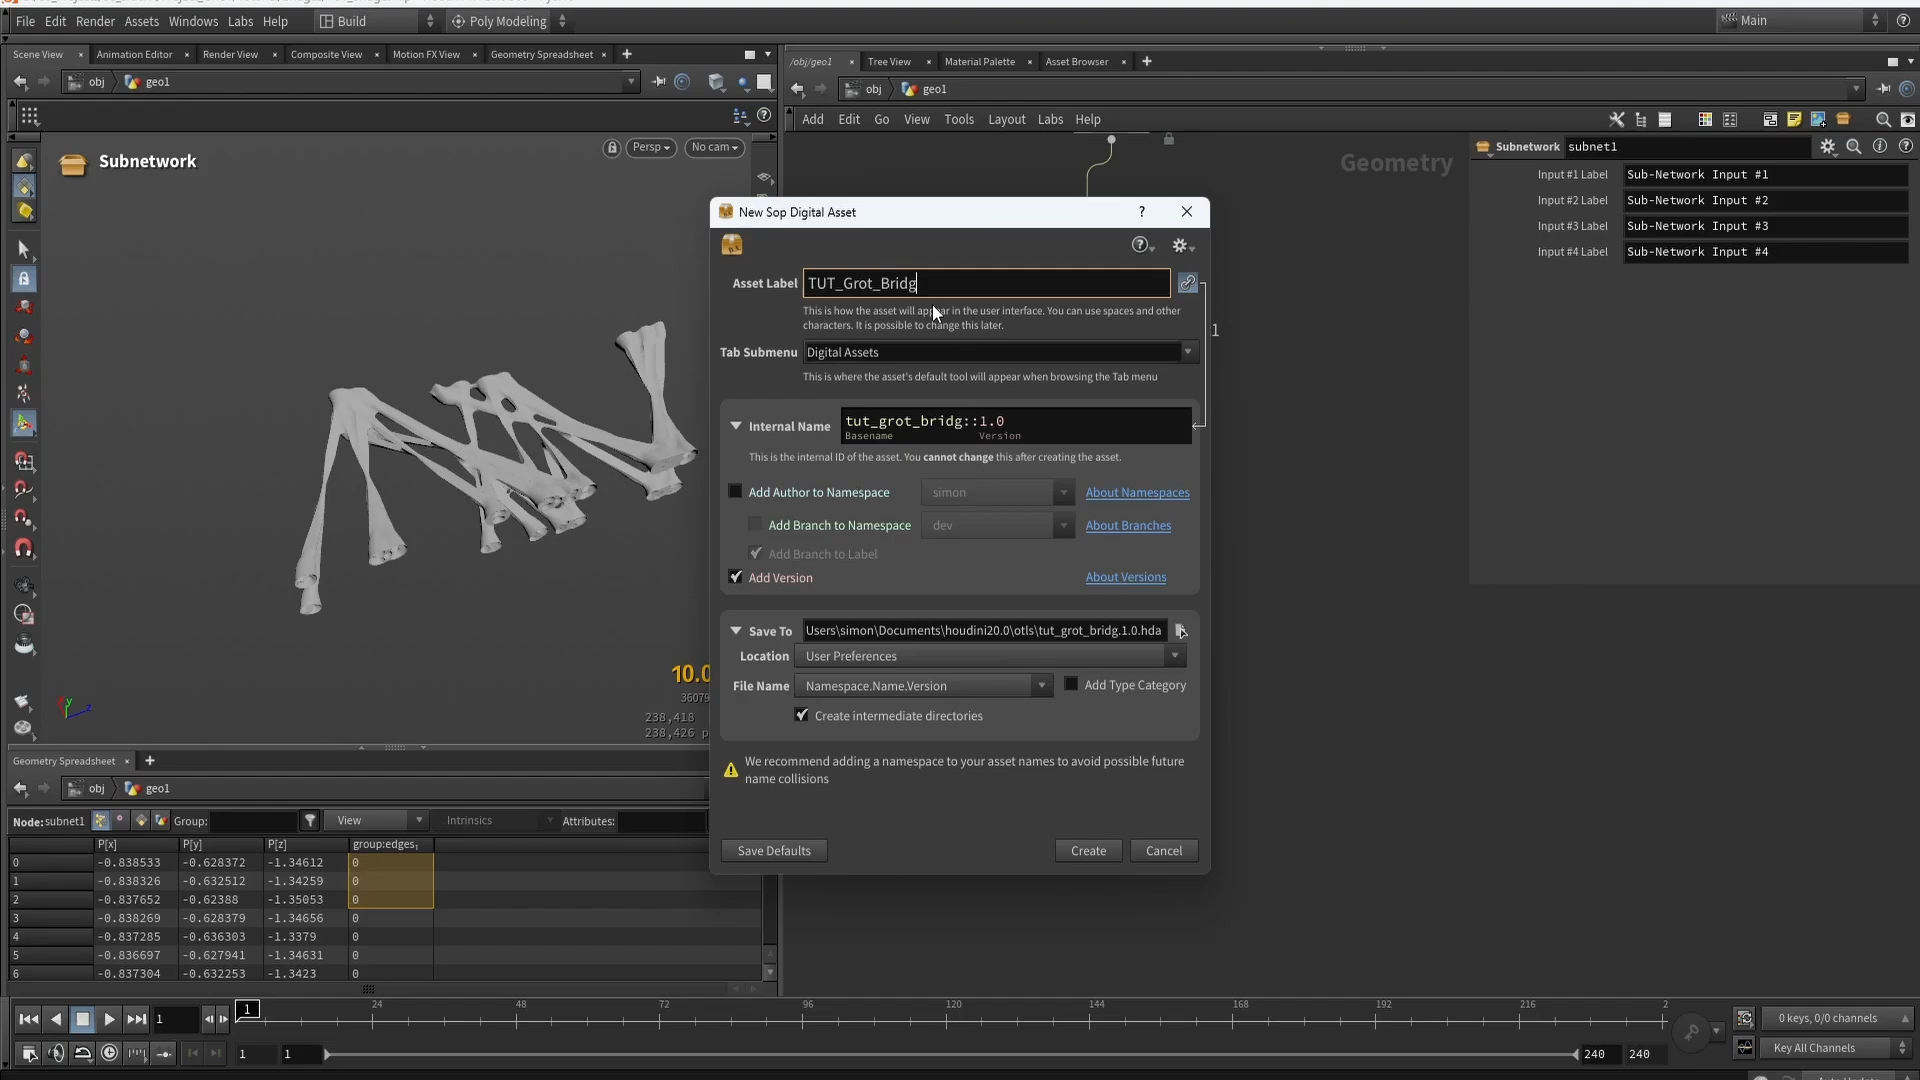 File Edit Render Assets Windows Labs Help Build Poly Modeling Main
Scene View Animation Editor Render View Composite View Motion FX View Geometry Spreadsheet
/obj/geo1 Tree View Material Palette Asset Browser
obj geo1
obj geo1
Add Edit Go View Tools Layout Labs Help
Subnetwork
Persp No cam
Geometry
Subnetwork subnet1
Input #1 Label Sub-Network Input #1
Input #2 Label Sub-Network Input #2
Input #3 Label Sub-Network Input #3
Input #4 Label Sub-Network Input #4
New Sop Digital Asset
Asset Label TUT_Grot_Bridg
This is how the asset will appear in the user interface. You can use spaces and other
characters. It is possible to change this later.
1
Tab Submenu Digital Assets
This is where the asset's default tool will appear when browsing the Tab menu
Internal Name tut_grot_bridg::1.0
Basename Version
This is the internal ID of the asset. You cannot change this after creating the asset.
Add Author to Namespace simon About Namespaces
Add Branch to Namespace dev About Branches
Add Branch to Label
Add Version About Versions
Save To Users\simon\Documents\houdini20.0\otls\tut_grot_bridg.1.0.hda
Location User Preferences
File Name Namespace.Name.Version Add Type Category
Create intermediate directories
We recommend adding a namespace to your asset names to avoid possible future
name collisions
Save Defaults Create Cancel
10.0
36079
238,418
238,426 p
y
z
Geometry Spreadsheet
obj geo1
Node: subnet1 Group: View Intrinsics Attributes:
P[x] P[y] P[z] group:edges
0 -0.838533 -0.628372 -1.34612 0
1 -0.838326 -0.632512 -1.34259 0
2 -0.837652 -0.62388 -1.35053 0
3 -0.838269 -0.628379 -1.34656 0
4 -0.837285 -0.636303 -1.3379 0
5 -0.836697 -0.627941 -1.34631 0
6 -0.837304 -0.632253 -1.3423 0
1 1 24 48 72 96 120 144 168 192 216 2
0 keys, 0/0 channels
1 1 240 240 Key All Channels